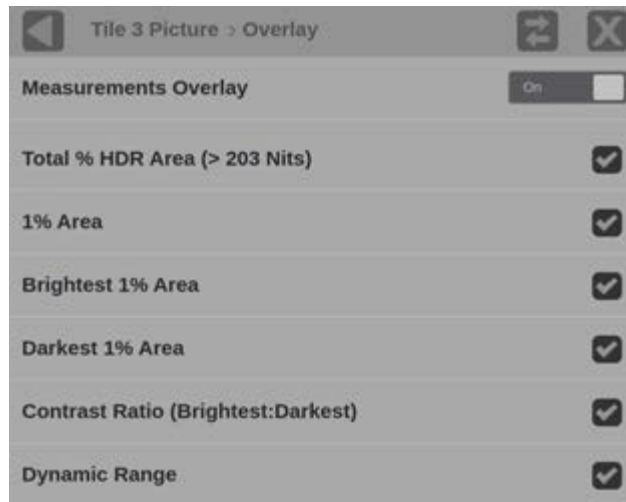 Tile 3 Picture › Overlay
Measurements Overlay
On
Total % HDR Area (> 203 Nits)
1% Area
Brightest 1% Area
Darkest 1% Area
Contrast Ratio (Brightest:Darkest)
Dynamic Range